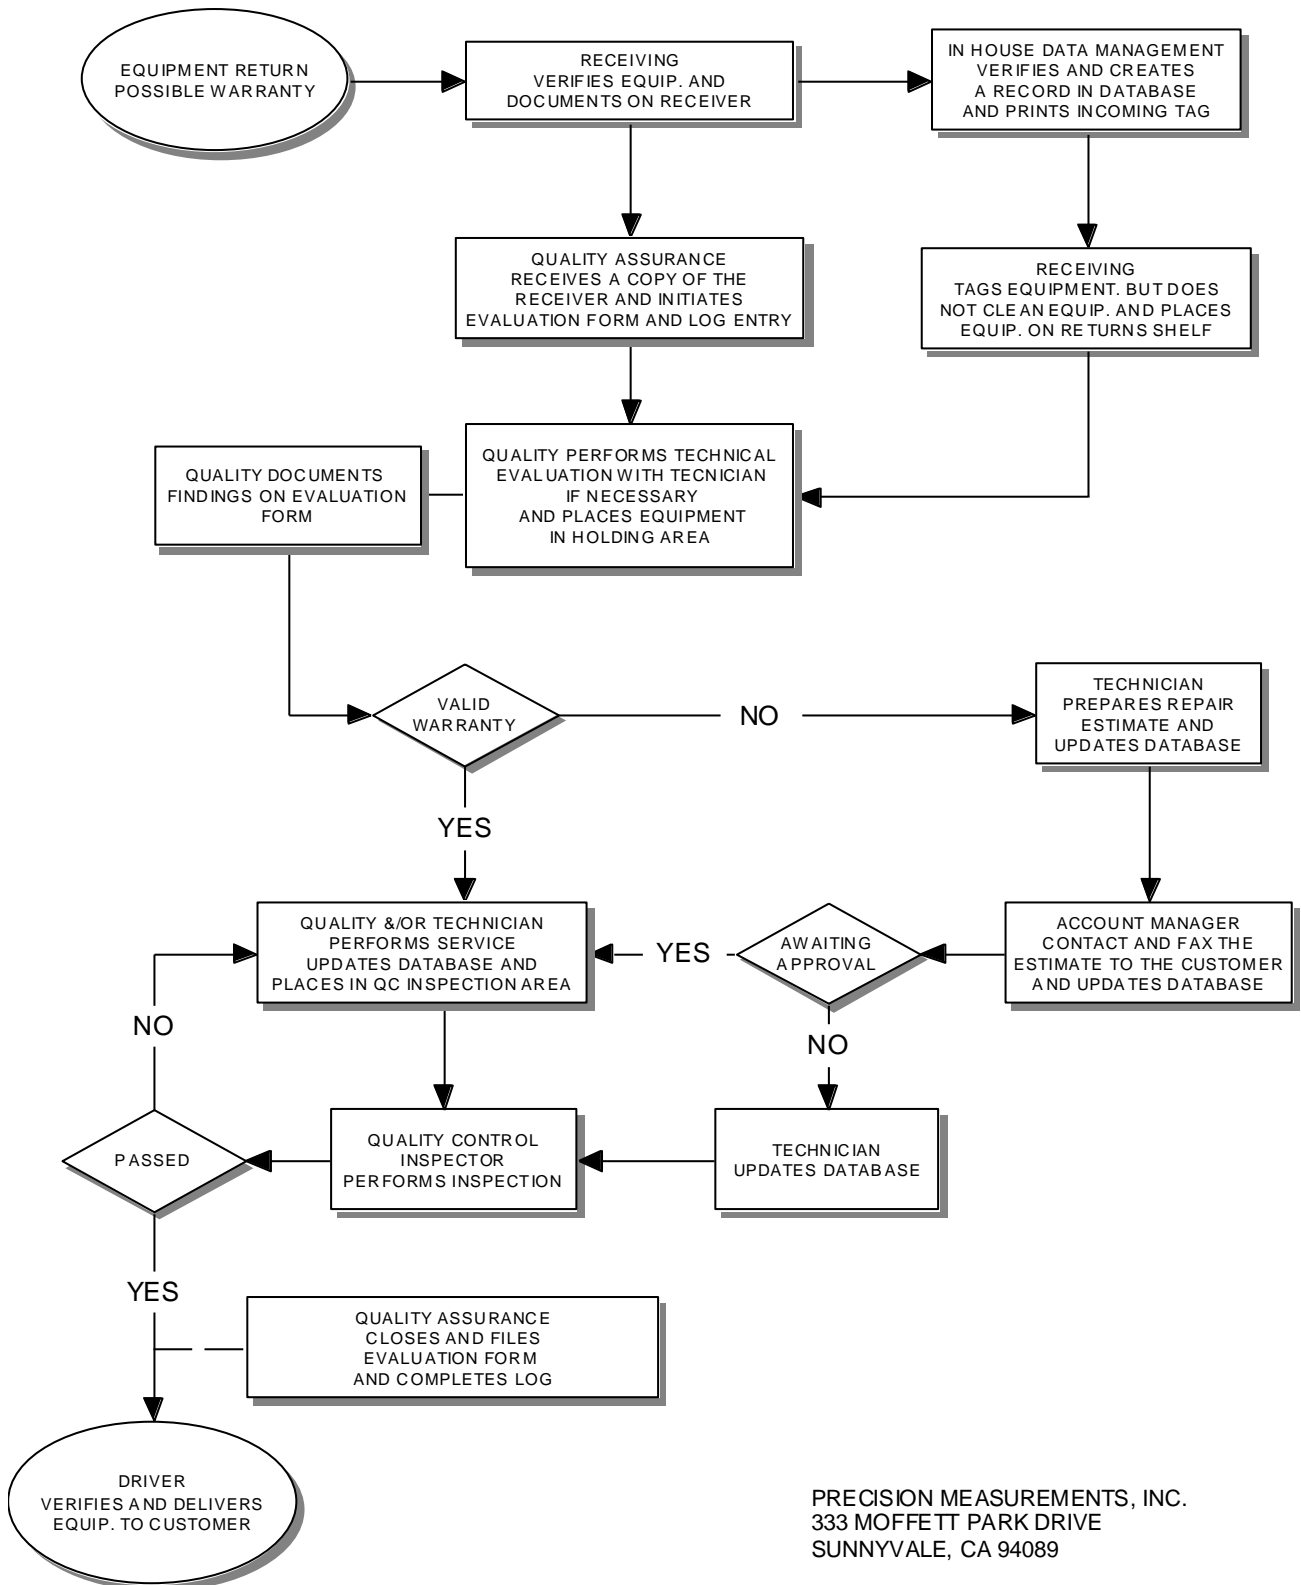 EQUIPMENT RETURN
POSSIBLE WARRANTY
RECEIVING
VERIFIES EQUIP. AND
DOCUMENTS ON RECEIVER
IN HOUSE DATA MANAGEMENT
VERIFIES AND CREATES
A RECORD IN DATABASE
AND PRINTS INCOMING TAG
QUALITY ASSURANCE
RECEIVES A COPY OF THE
RECEIVER AND INITIATES
EVALUATION FORM AND LOG ENTRY
RECEIVING
TAGS EQUIPMENT. BUT DOES
NOT CLEAN EQUIP. AND PLACES
EQUIP. ON RETURNS SHELF
QUALITY DOCUMENTS
FINDINGS ON EVALUATION
FORM
QUALITY PERFORMS TECHNICAL
EVALUATION WITH TECNICIAN
IF NECESSARY
AND PLACES EQUIPMENT
IN HOLDING AREA
VALID
WARRANTY
NO
TECHNICIAN
PREPARES REPAIR
ESTIMATE AND
UPDATES DATABASE
YES
QUALITY &/OR TECHNICIAN
PERFORMS SERVICE
UPDATES DATABASE AND
PLACES IN QC INSPECTION AREA
YES
AWAITING
APPROVAL
ACCOUNT MANAGER
CONTACT AND FAX THE
ESTIMATE TO THE CUSTOMER
AND UPDATES DATABASE
NO
NO
PASSED
QUALITY CONTROL
INSPECTOR
PERFORMS INSPECTION
TECHNICIAN
UPDATES DATABASE
YES
QUALITY ASSURANCE
CLOSES AND FILES
EVALUATION FORM
AND COMPLETES LOG
DRIVER
VERIFIES AND DELIVERS
EQUIP. TO CUSTOMER
PRECISION MEASUREMENTS, INC.
333 MOFFETT PARK DRIVE
SUNNYVALE, CA 94089